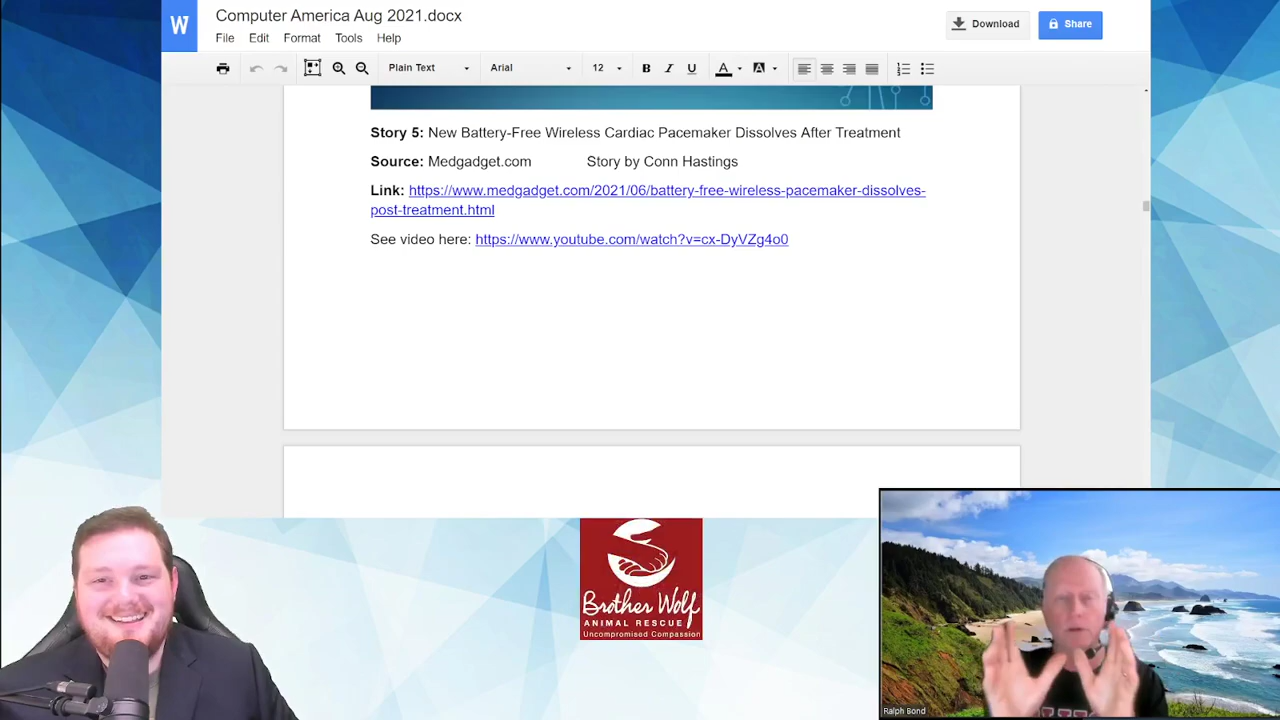 Computer America Aug 2021.docx
File Edit Format Tools Help
Download
Share
Plain Text Arial 12 B I U A A
Story 5: New Battery-Free Wireless Cardiac Pacemaker Dissolves After Treatment
Source: Medgadget.com Story by Conn Hastings
Link: https://www.medgadget.com/2021/06/battery-free-wireless-pacemaker-dissolves-
post-treatment.html
See video here: https://www.youtube.com/watch?v=cx-DyVZg4o0
Brother Wolf
ANIMAL RESCUE
Uncompromised Compassion
Ralph Bond